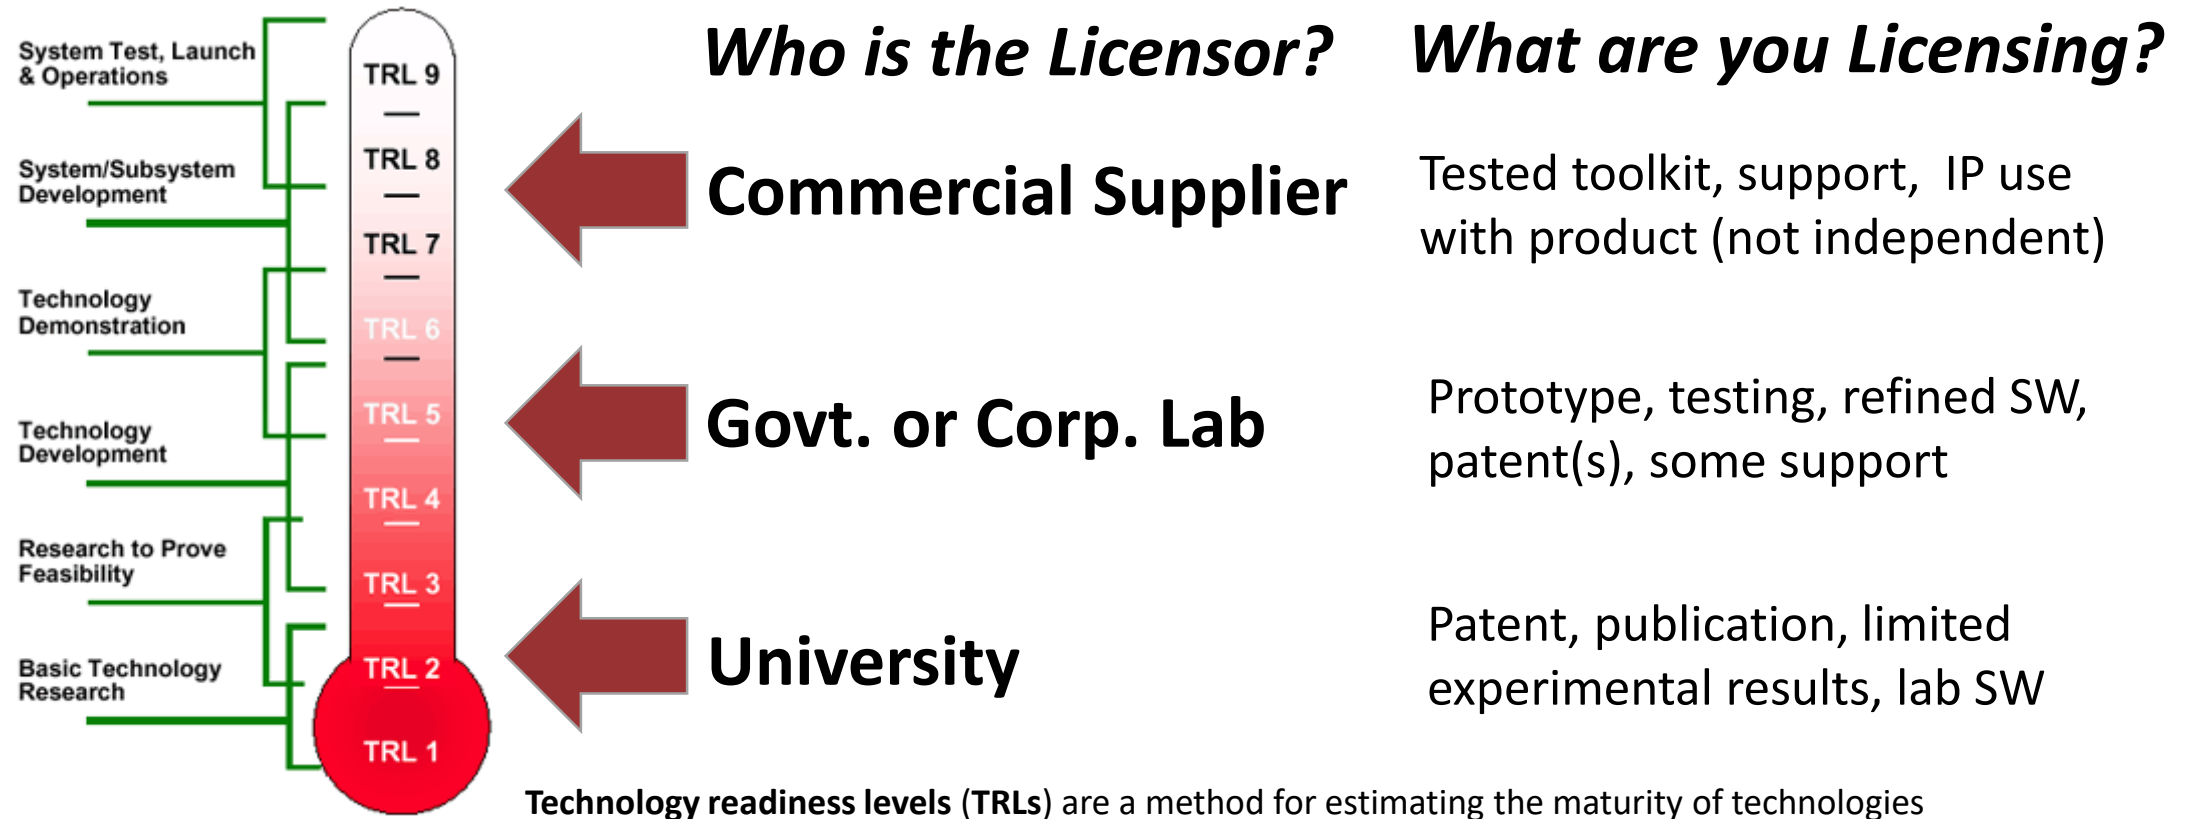 System Test, Launch
& Operations
System/Subsystem
Development
Technology
Demonstration
Technology
Development
Research to Prove
Feasibility
Basic Technology
Research
TRL 9
TRL 8
TRL 7
TRL 6
TRL 5
TRL 4
TRL 3
TRL 2
TRL 1
Who is the Licensor?
Commercial Supplier
Govt. or Corp. Lab
University
What are you Licensing?
Tested toolkit, support,  IP use
with product (not independent)
Prototype, testing, refined SW,
patent(s), some support
Patent, publication, limited
experimental results, lab SW
Technology readiness levels (TRLs) are a method for estimating the maturity of technologies